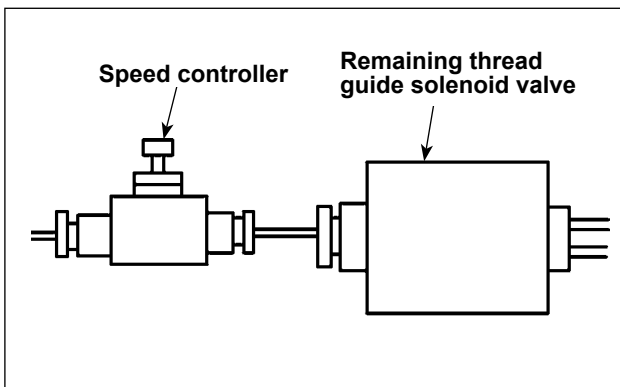 Speed controller
Remaining thread
guide solenoid valve